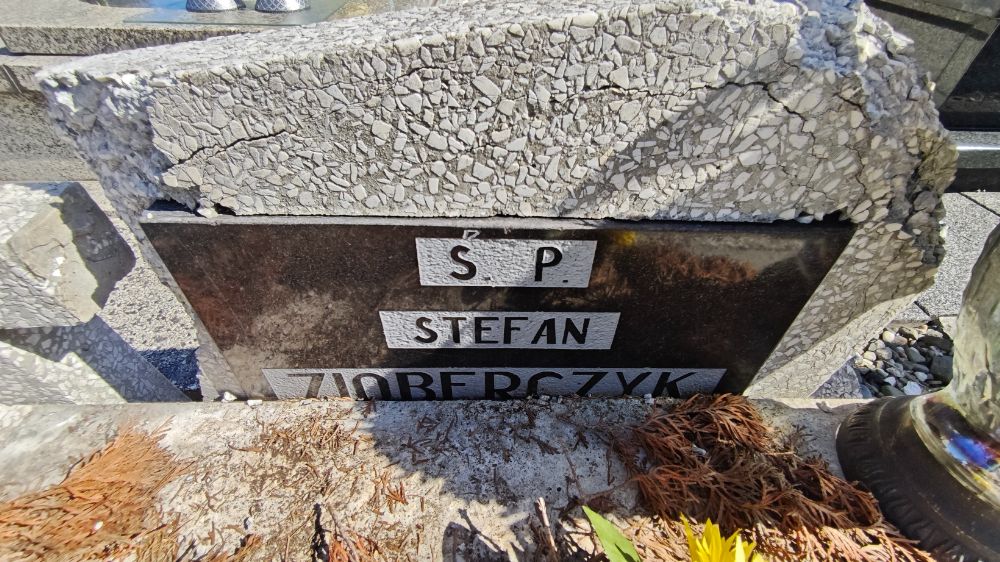 S. P.
STEFAN
ZIOBERCZYK